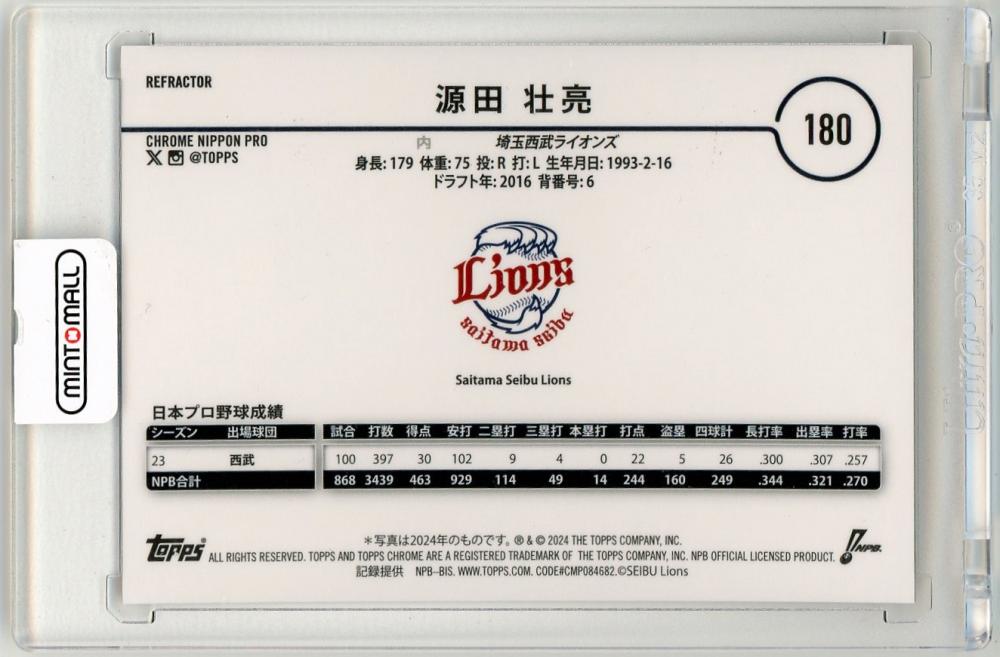 REFRACTOR
源田 壮亮
180
CHROME NIPPON PRO
@TOPPS
内 埼玉西武ライオンズ
身長: 179 体重: 75 投: R 打: L 生年月日: 1993-2-16
ドラフト年: 2016 背番号: 6
Lions
saitama seibu
Saitama Seibu Lions
MINTOMALL
日本プロ野球成績
シーズン 出場球団 試合 打数 得点 安打 二塁打 三塁打 本塁打 打点 盗塁 四球計 長打率 出塁率 打率
23 西武 100 397 30 102 9 4 0 22 5 26 .300 .307 .257
NPB合計 868 3439 463 929 114 49 14 244 160 249 .344 .321 .270
topps
＊写真は2024年のものです。 ® & © 2024 THE TOPPS COMPANY, INC.
ALL RIGHTS RESERVED. TOPPS AND TOPPS CHROME ARE A REGISTERED TRADEMARK OF THE TOPPS COMPANY, INC. NPB OFFICIAL LICENSED PRODUCT.
記録提供 NPB-BIS. WWW.TOPPS.COM. CODE#CMP084682.©SEIBU Lions
NPB.